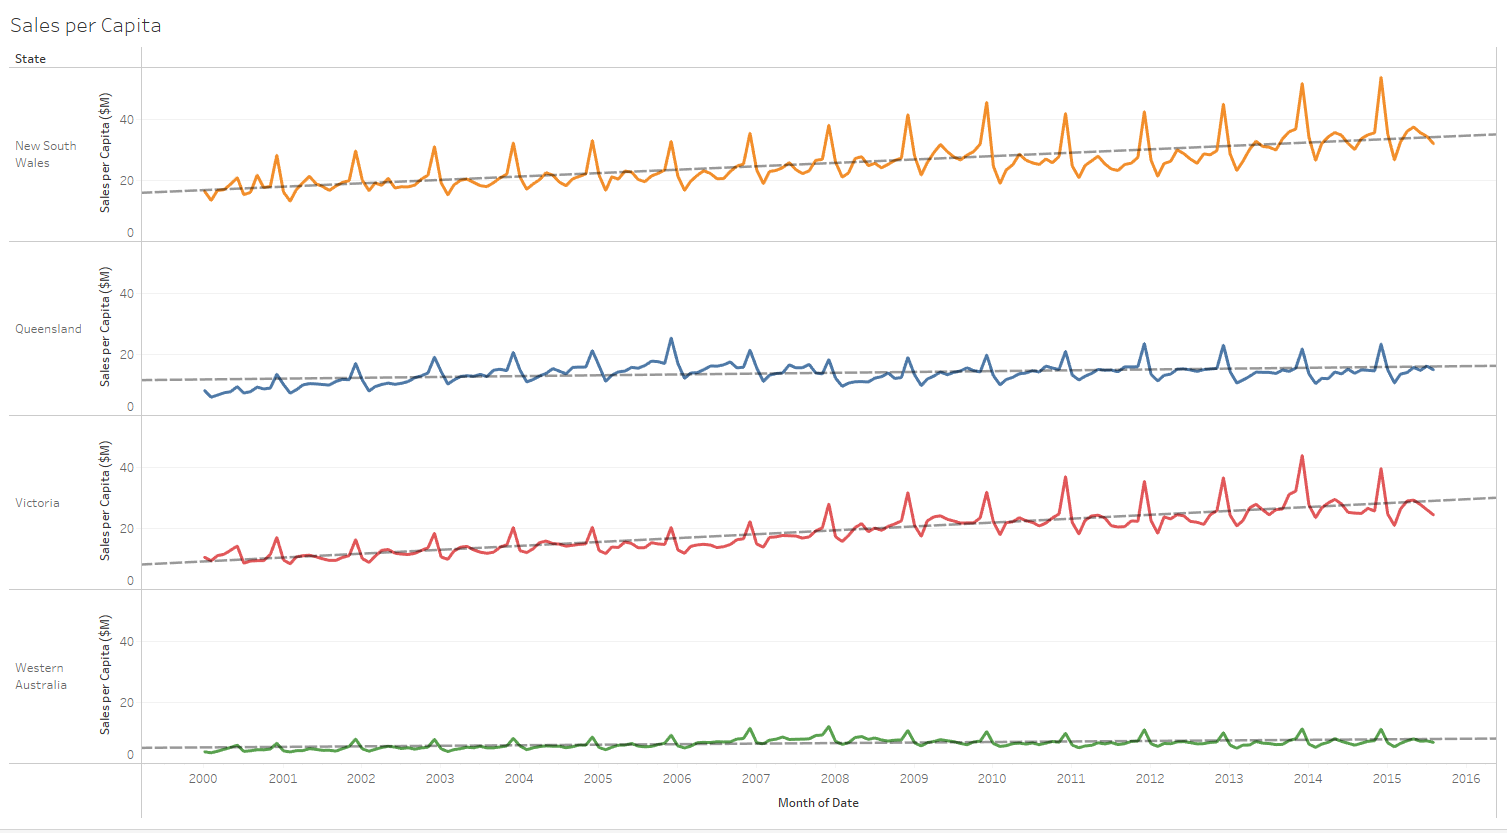 Sales per Capita
State
New South
Wales
Sales per Capita ($M)
40
20
0
Queensland
Sales per Capita ($M)
40
20
0
Victoria
Sales per Capita ($M)
40
20
0
Western
Australia
Sales per Capita ($M)
40
20
0
2000 2001 2002 2003 2004 2005 2006 2007 2008 2009 2010 2011 2012 2013 2014 2015 2016
Month of Date